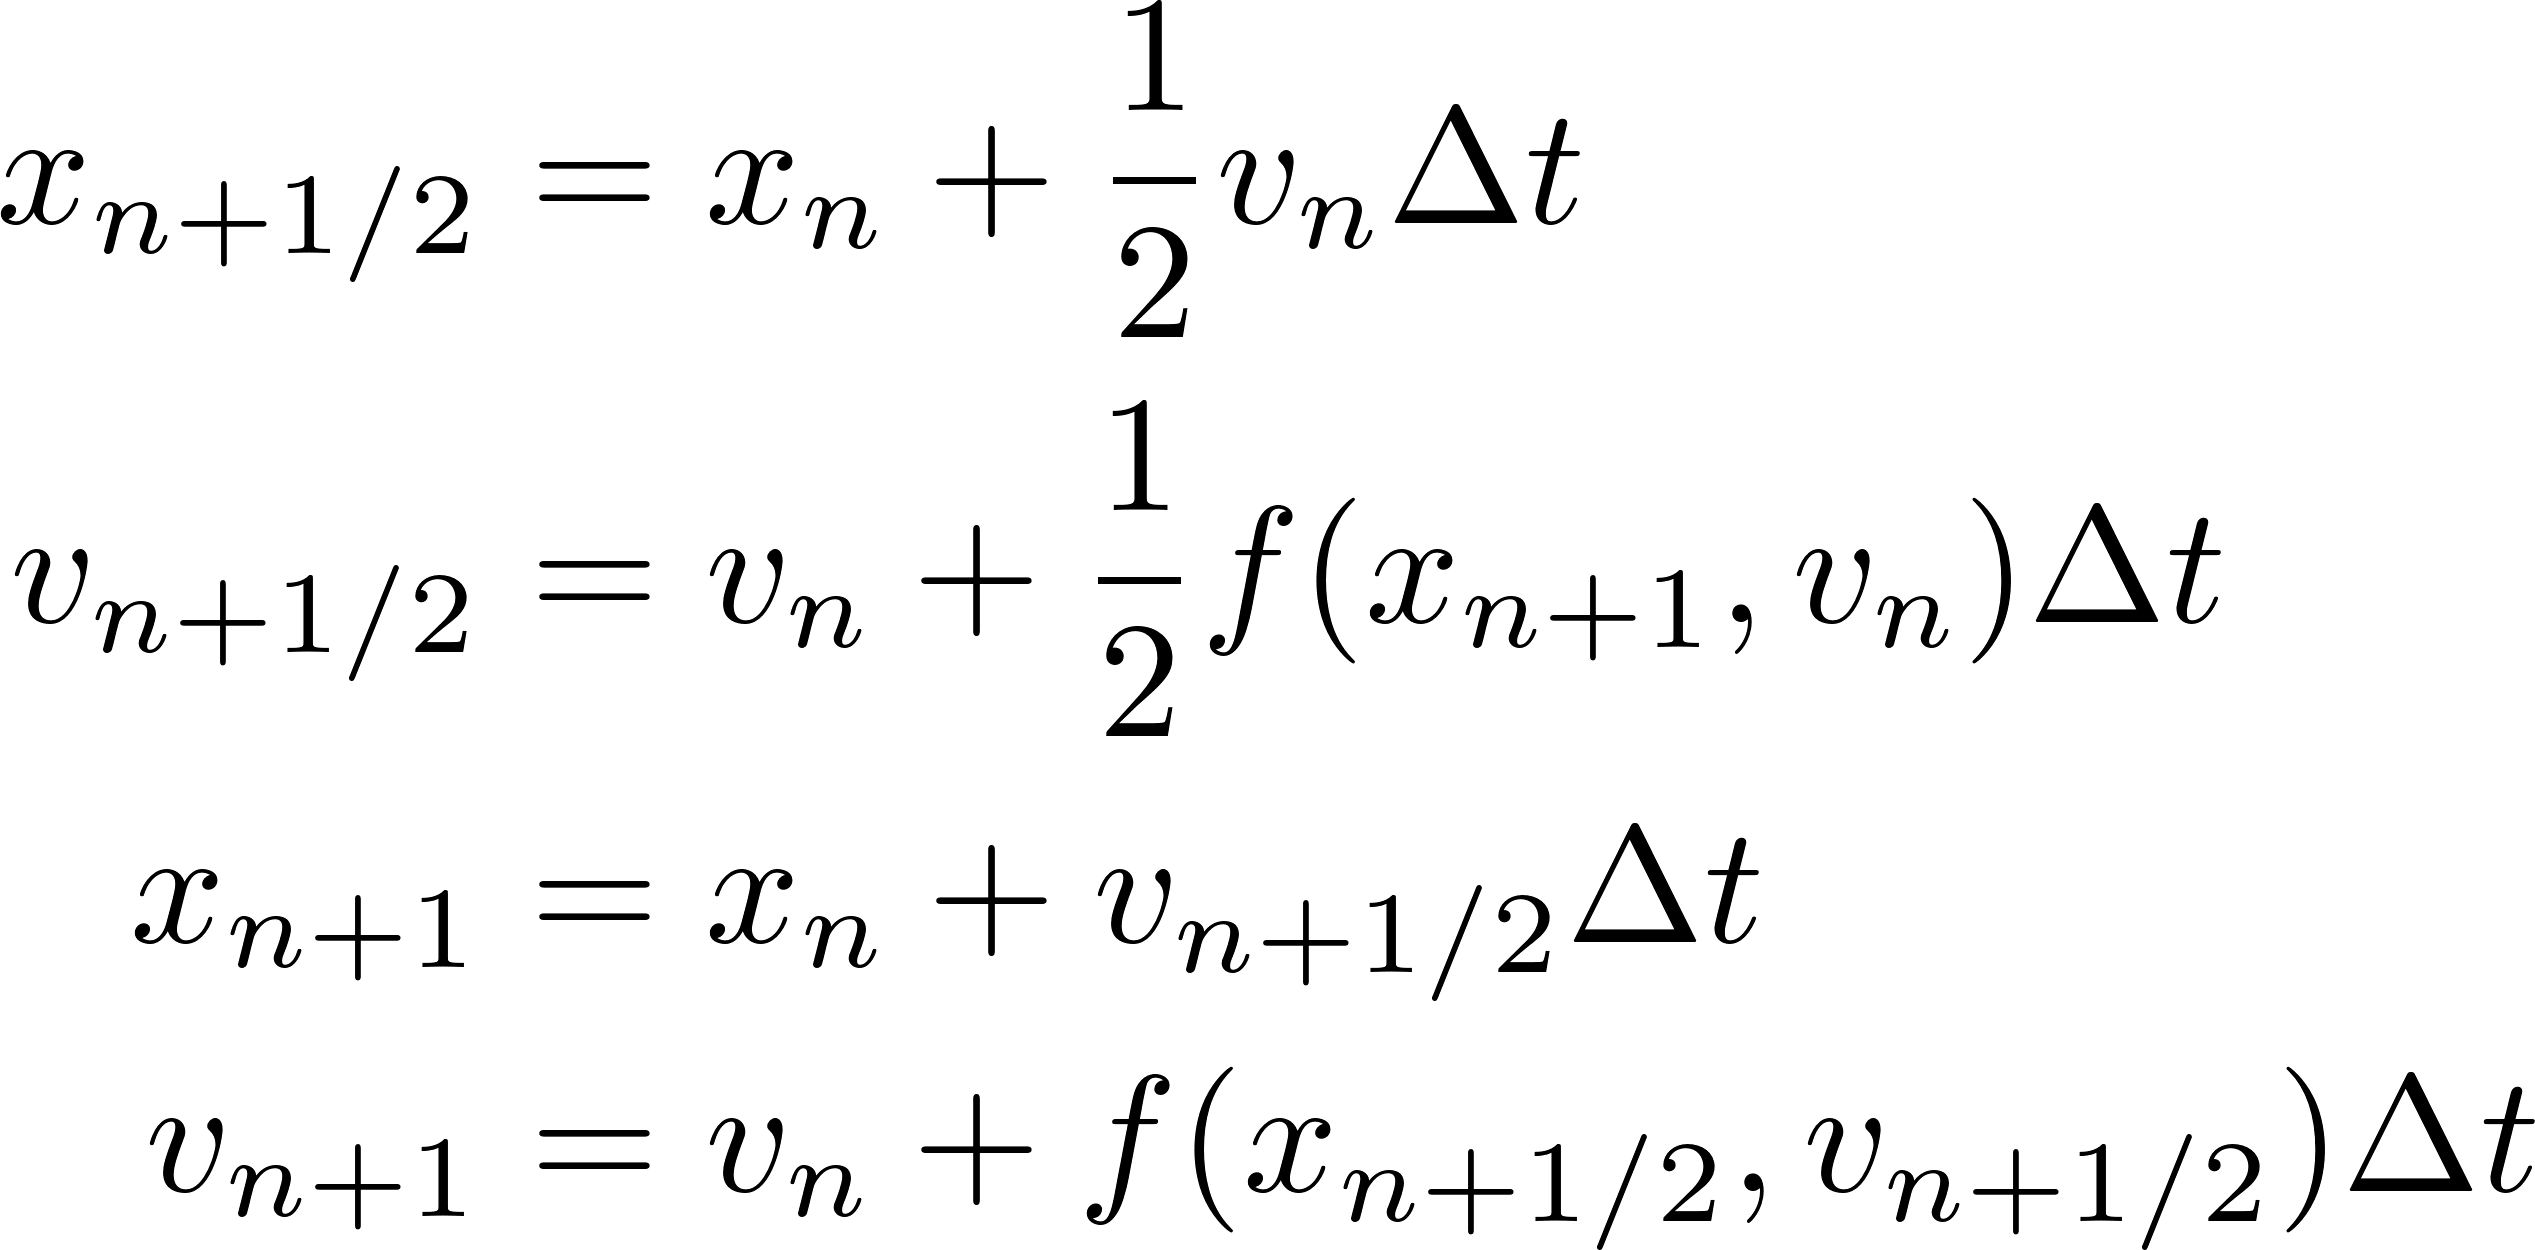 x_{n+1/2} = x_n + \frac{1}{2} v_n \Delta t
v_{n+1/2} = v_n + \frac{1}{2} f(x_{n+1}, v_n) \Delta t
x_{n+1} = x_n + v_{n+1/2} \Delta t
v_{n+1} = v_n + f(x_{n+1/2}, v_{n+1/2}) \Delta t